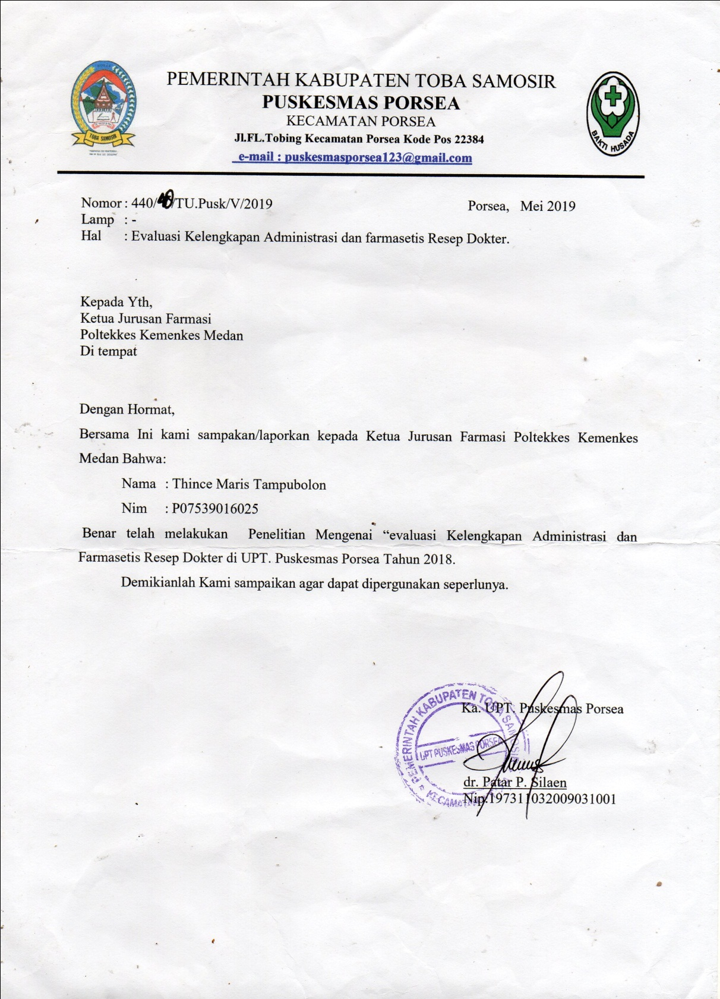 PEMERINTAH KABUPATEN TOBA SAMOSIR
PUSKESMAS PORSEA
KECAMATAN PORSEA
Jl.FL.Tobing Kecamatan Porsea Kode Pos 22384
e-mail : puskesmasporsea123@gmail.com
TOBA SAMOSIR
BAKTI HUSADA
Nomor : 440/ /TU.Pusk/V/2019
Porsea, Mei 2019
Lamp : -
Hal : Evaluasi Kelengkapan Administrasi dan farmasetis Resep Dokter.
Kepada Yth,
Ketua Jurusan Farmasi
Poltekkes Kemenkes Medan
Di tempat
Dengan Hormat,
Bersama Ini kami sampakan/laporkan kepada Ketua Jurusan Farmasi Poltekkes Kemenkes
Medan Bahwa:
Nama : Thince Maris Tampubolon
Nim : P07539016025
Benar telah melakukan Penelitian Mengenai “evaluasi Kelengkapan Administrasi dan
Farmasetis Resep Dokter di UPT. Puskesmas Porsea Tahun 2018.
Demikianlah Kami sampaikan agar dapat dipergunakan seperlunya.
Ka. UPT. Puskesmas Porsea
PEMERINTAH KABUPATEN TOBA SAMOSIR
UPT PUSKESMAS PORSEA
dr. Patar P. Silaen
Nip.197311032009031001